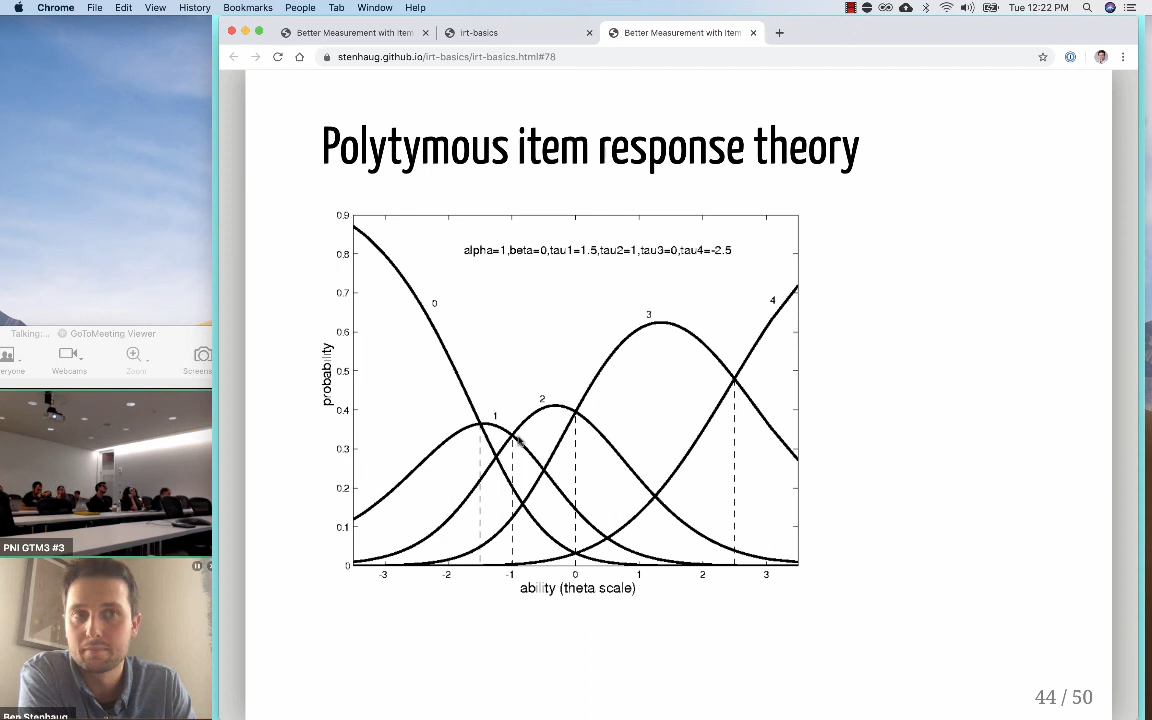 Chrome File Edit View History Bookmarks People Tab Window Help Tue 12:22 PM
Better Measurement with Item
irt-basics
Better Measurement with Item
stenhaug.github.io/irt-basics/irt-basics.html#78
Polytymous item response theory
alpha=1,beta=0,tau1=1.5,tau2=1,tau3=0,tau4=-2.5
0.9
0.8
0.7
0.6
0.5
0.4
0.3
0.2
0.1
0
probability
0
1
2
3
4
-3 -2 -1 0 1 2 3
ability (theta scale)
44 / 50
Talking:... GoToMeeting Viewer
eryone Webcams Zoom Screens
PNI GTM3 #3
Ben Stenhaug